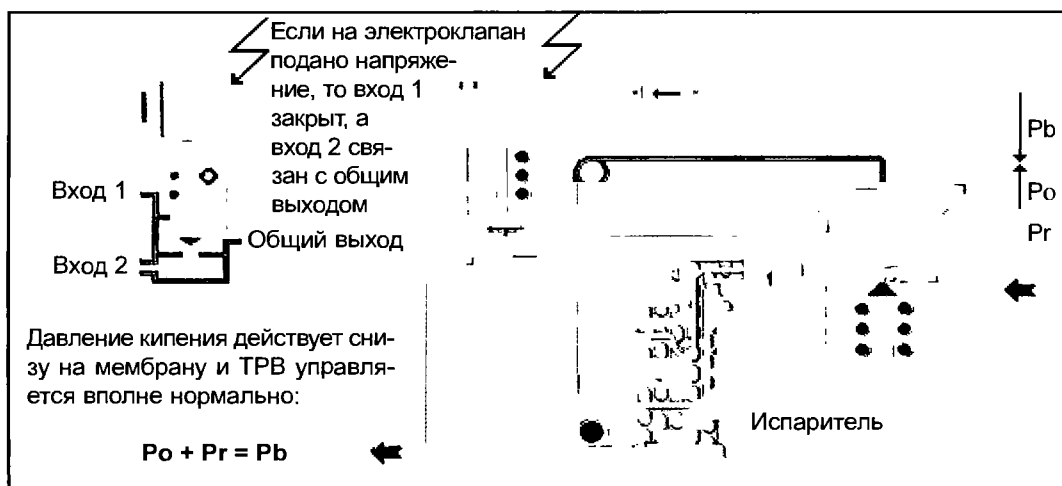 Если на электроклапан
подано напряже-
ние, то вход 1
закрыт, а
вход 2 свя-
зан с общим
выходом
Вход 1
Общий выход
Вход 2
Pb
Po
Pr
Давление кипения действует сни-
зу на мембрану и ТРВ управля-
ется вполне нормально:
Po + Pr = Pb
Испаритель